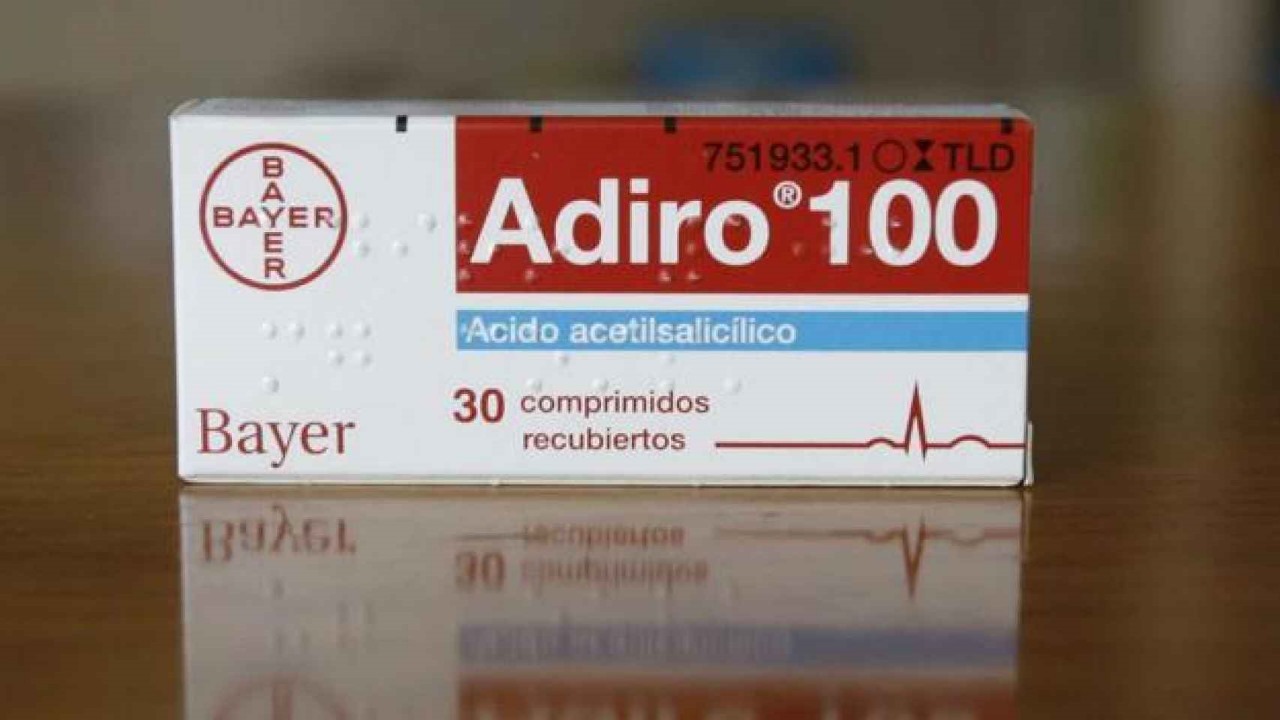 BAYER
BAYER
751933.1 TLD
Adiro® 100
Acido acetilsalicílico
30 comprimidos
recubiertos
Bayer